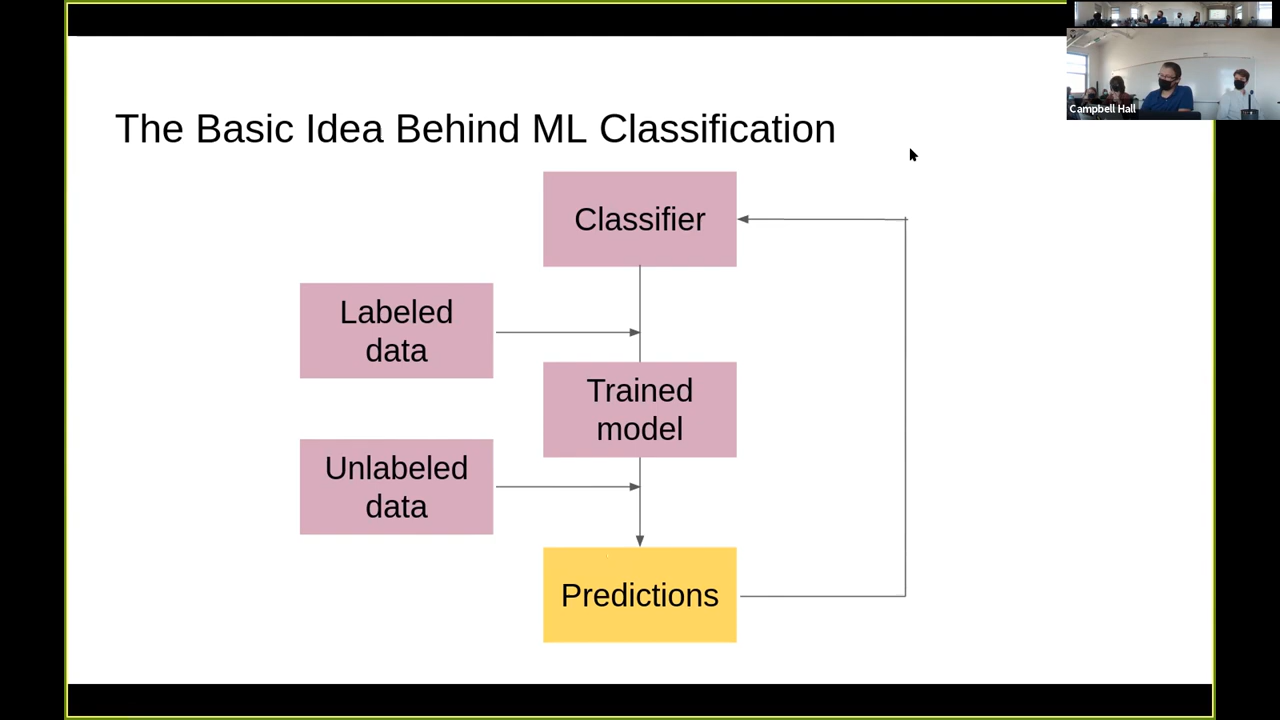 The Basic Idea Behind ML Classification
Campbell Hall
Classifier
Labeled
data
Trained
model
Unlabeled
data
Predictions